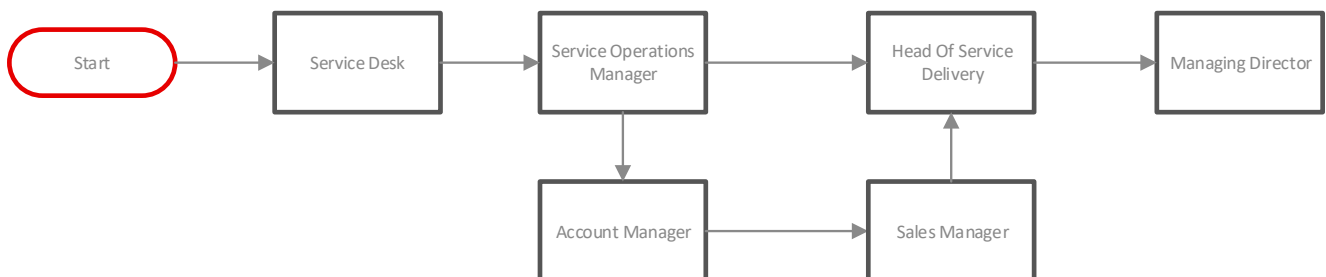 Start
Service Desk
Service Operations
Manager
Head Of Service
Delivery
Managing Director
Account Manager
Sales Manager